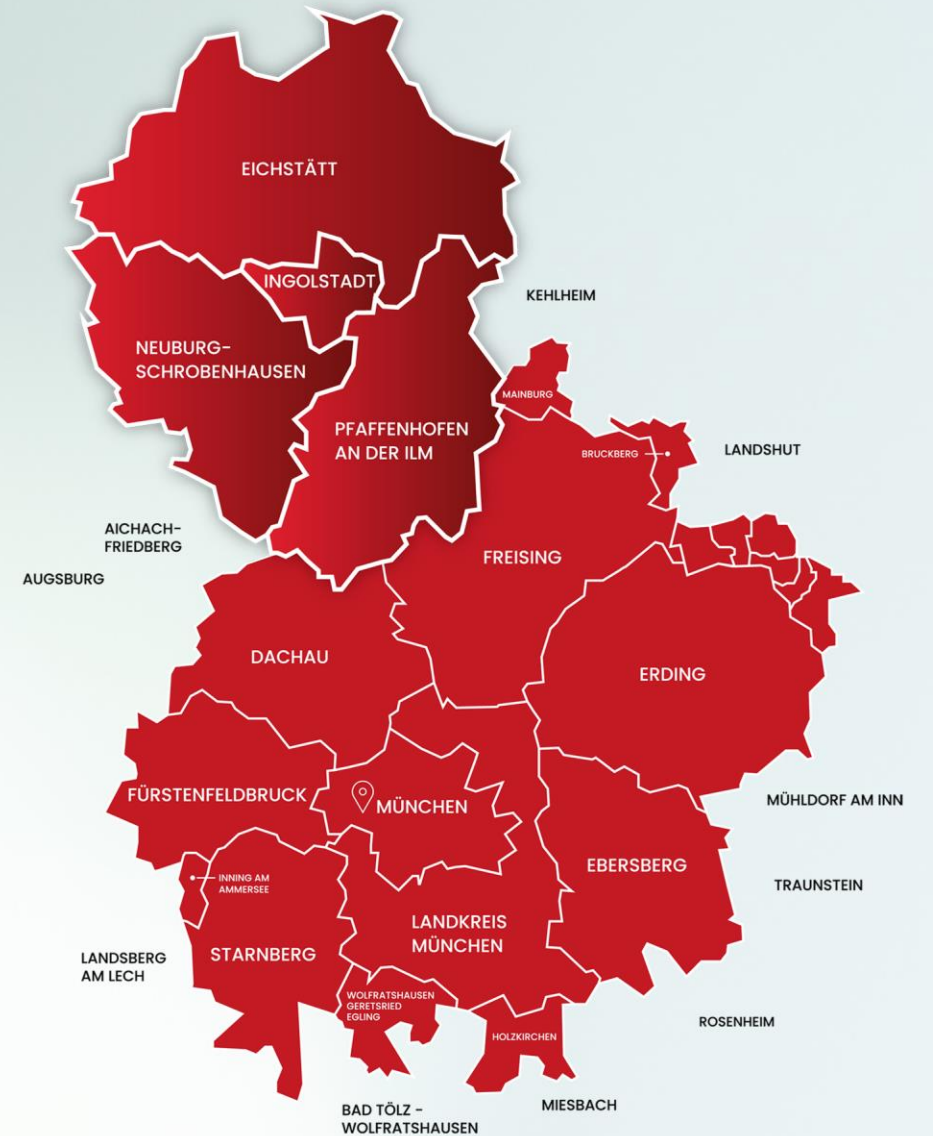 EICHSTÄTT
INGOLSTADT
KEHLHEIM
NEUBURG-
SCHROBENHAUSEN
MAINBURG
PFAFFENHOFEN
AN DER ILM
BRUCKBERG
LANDSHUT
AICHACH-
FRIEDBERG
FREISING
AUGSBURG
DACHAU
ERDING
FÜRSTENFELDBRUCK
MÜNCHEN
MÜHLDORF AM INN
EBERSBERG
INNING AM
AMMERSEE
TRAUNSTEIN
LANDKREIS
MÜNCHEN
STARNBERG
LANDSBERG
AM LECH
WOLFRATSHAUSEN
GERETSRIED
EGLING
ROSENHEIM
HOLZKIRCHEN
MIESBACH
BAD TÖLZ -
WOLFRATSHAUSEN